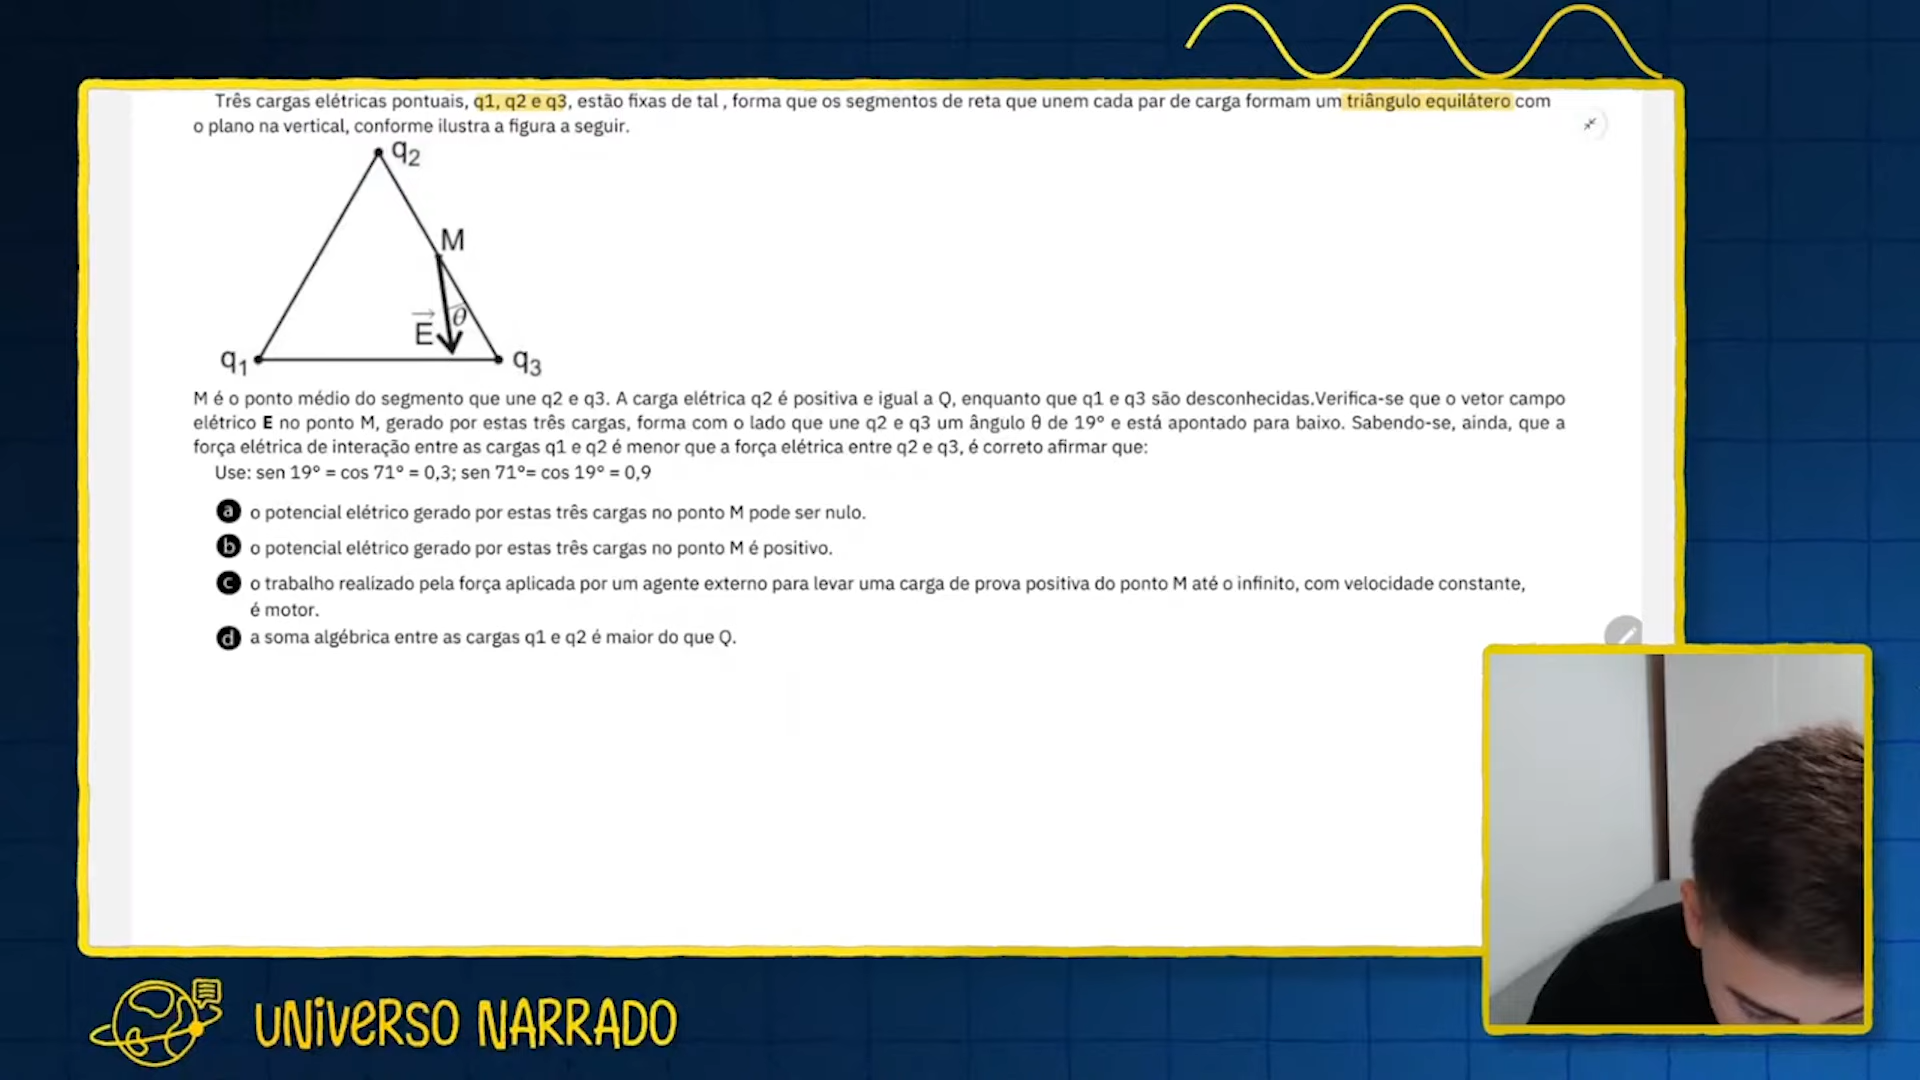 Três cargas elétricas pontuais, q1, q2 e q3, estão fixas de tal , forma que os segmentos de reta que unem cada par de carga formam um triângulo equilátero com
o plano na vertical, conforme ilustra a figura a seguir.
q2
M
θ
E
q1
q3
M é o ponto médio do segmento que une q2 e q3. A carga elétrica q2 é positiva e igual a Q, enquanto que q1 e q3 são desconhecidas.Verifica-se que o vetor campo
elétrico E no ponto M, gerado por estas três cargas, forma com o lado que une q2 e q3 um ângulo θ de 19º e está apontado para baixo. Sabendo-se, ainda, que a
força elétrica de interação entre as cargas q1 e q2 é menor que a força elétrica entre q2 e q3, é correto afirmar que:
Use: sen 19º = cos 71º = 0,3; sen 71º= cos 19º = 0,9
a o potencial elétrico gerado por estas três cargas no ponto M pode ser nulo.
b o potencial elétrico gerado por estas três cargas no ponto M é positivo.
c o trabalho realizado pela força aplicada por um agente externo para levar uma carga de prova positiva do ponto M até o infinito, com velocidade constante,
é motor.
d a soma algébrica entre as cargas q1 e q2 é maior do que Q.
UNIVERSO NARRADO